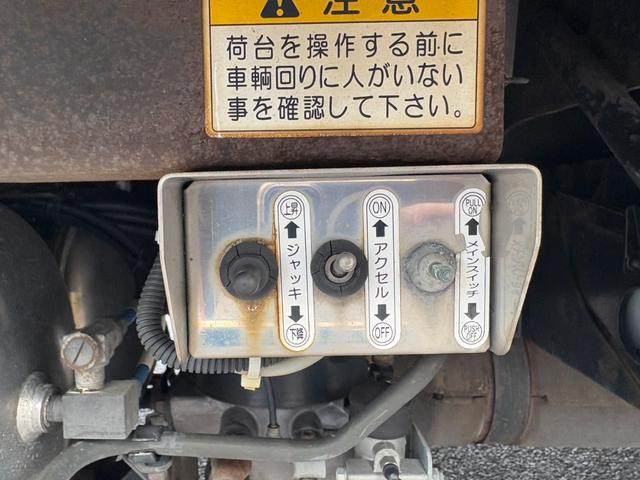 注意
荷台を操作する前に
車輌回りに人がいない
事を確認して下さい。
上昇
ジャッキ
下降
ON
アクセル
OFF
PULL
ON
メインスイッチ
PUSH
OFF